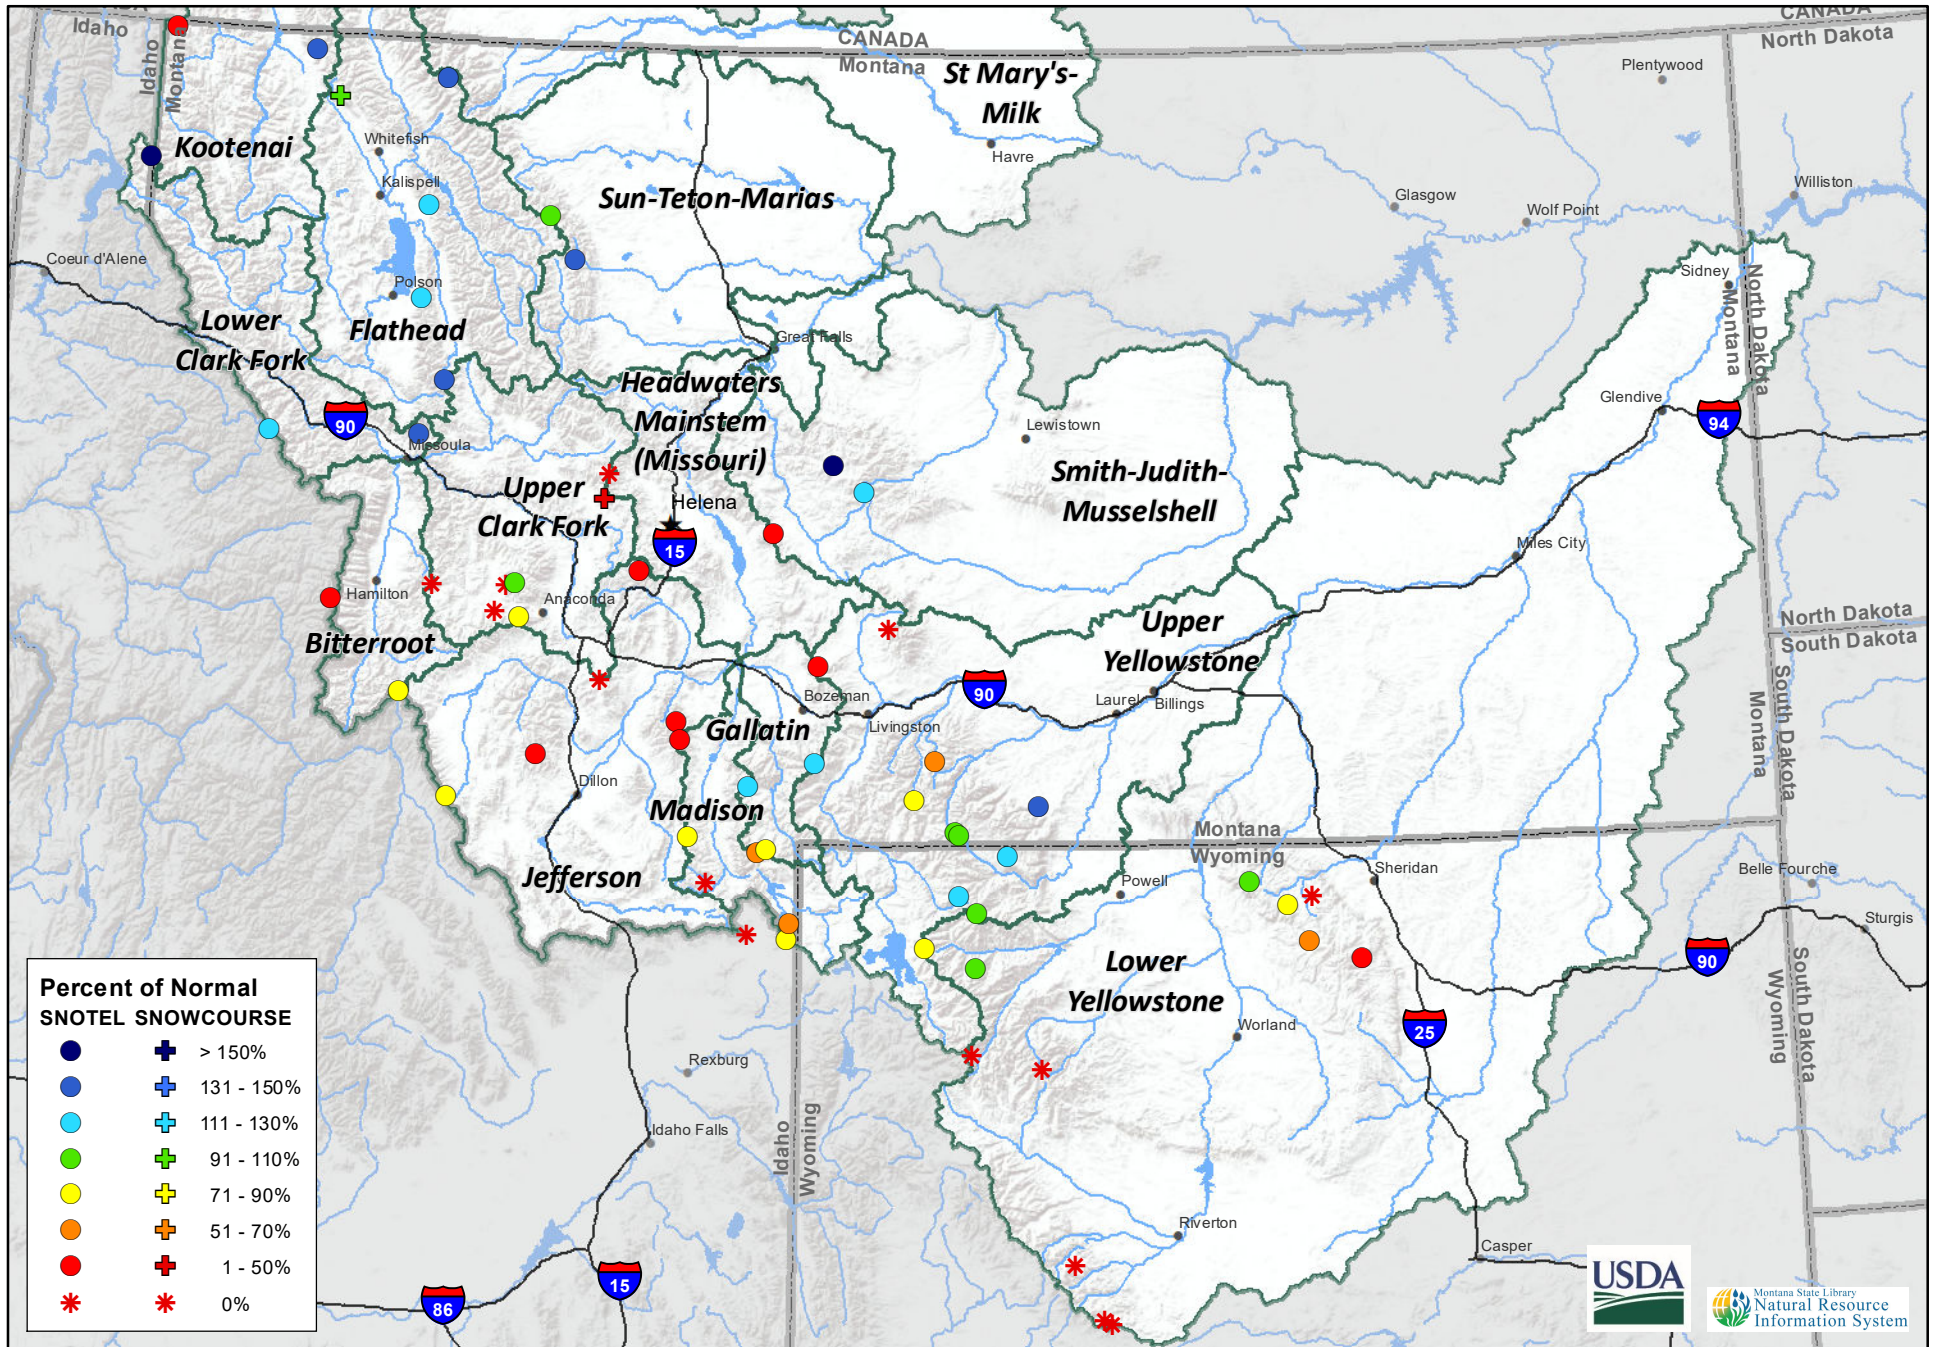 CANADA
Idaho
Idaho
Montana
CANADA
Montana
St Mary's-
Milk
CANADA
North Dakota
Plentywood
Kootenai
Whitefish
Kalispell
Havre
Sun-Teton-Marias
Glasgow
Wolf Point
Williston
Coeur d'Alene
Polson
Sidney
North Dakota
Montana
Lower
Clark Fork
Flathead
Great Falls
Headwaters
Mainstem
(Missouri)
90
Missoula
Lewistown
Glendive
94
Smith-Judith-
Musselshell
Upper
Clark Fork
Helena
15
Miles City
Hamilton
Anaconda
Bitterroot
Upper
Yellowstone
North Dakota
South Dakota
Bozeman
90
Livingston
Laurel
Billings
South Dakota
Montana
Gallatin
Dillon
Madison
Montana
Wyoming
Jefferson
Powell
Sheridan
Belle Fourche
Sturgis
Lower
Yellowstone
90
South Dakota
Wyoming
Worland
25
Rexburg
Idaho Falls
Idaho
Wyoming
Riverton
Casper
86
15
Percent of Normal
SNOTEL SNOWCOURSE
> 150%
131 - 150%
111 - 130%
91 - 110%
71 - 90%
51 - 70%
1 - 50%
0%
USDA
Montana State Library
Natural Resource
Information System